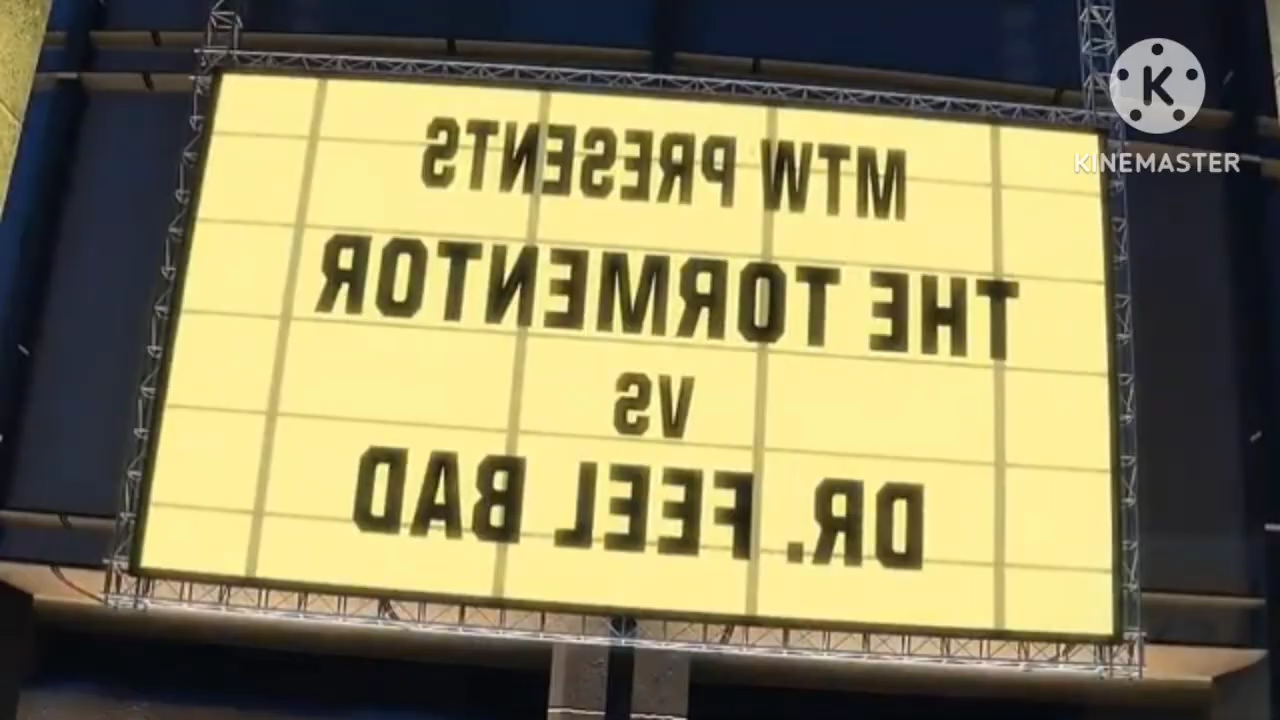 MTW PRESENTS
THE TORMENTOR
VS
DR. FEEL BAD
K
KINEMASTER